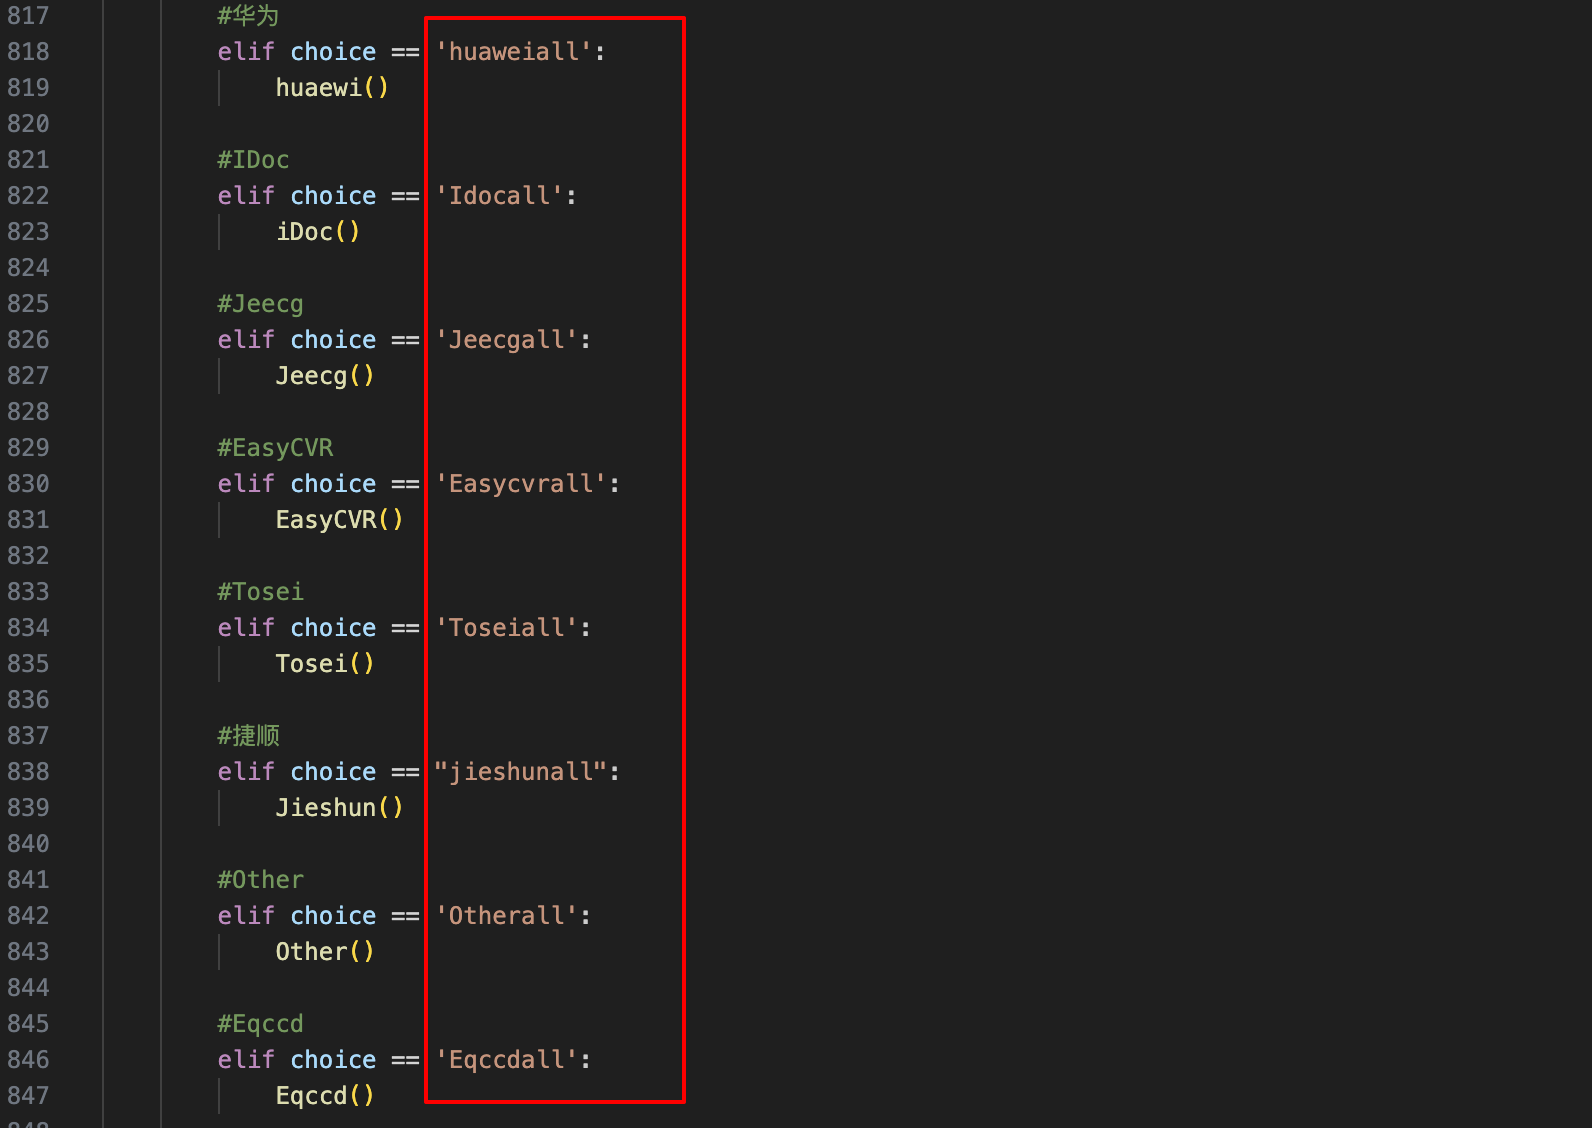 817 #华为
818 elif choice == 'huaweiall':
819 huaewi()
820
821 #IDoc
822 elif choice == 'Idocall':
823 iDoc()
824
825 #Jeecg
826 elif choice == 'Jeecgall':
827 Jeecg()
828
829 #EasyCVR
830 elif choice == 'Easycvrall':
831 EasyCVR()
832
833 #Tosei
834 elif choice == 'Toseiall':
835 Tosei()
836
837 #捷顺
838 elif choice == "jieshunall":
839 Jieshun()
840
841 #Other
842 elif choice == 'Otherall':
843 Other()
844
845 #Eqccd
846 elif choice == 'Eqccdall':
847 Eqccd()